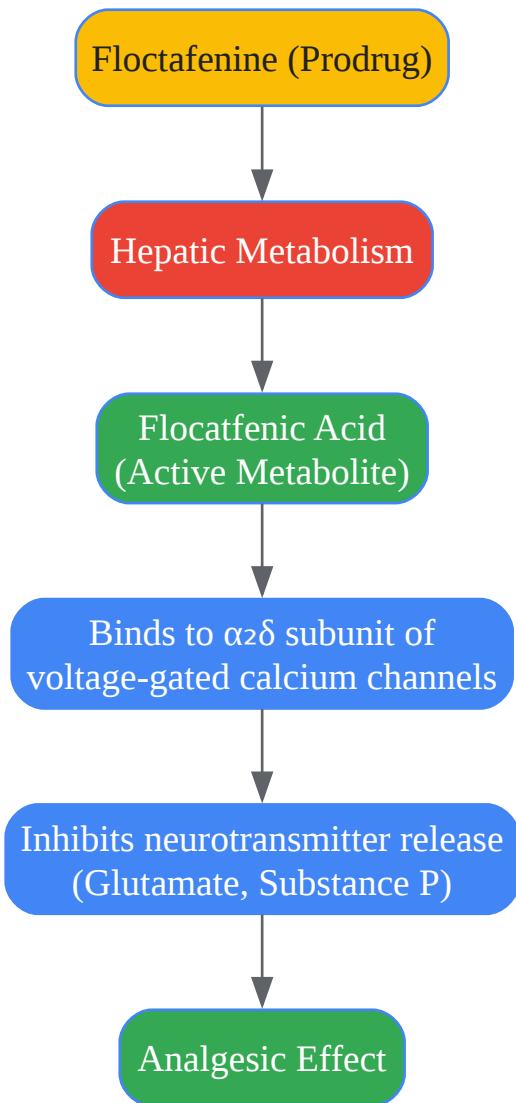 Floctafenine (Prodrug)
Hepatic Metabolism
Flocatfenic Acid
(Active Metabolite)
Binds to α₂δ subunit of
voltage-gated calcium channels
Inhibits neurotransmitter release
(Glutamate, Substance P)
Analgesic Effect